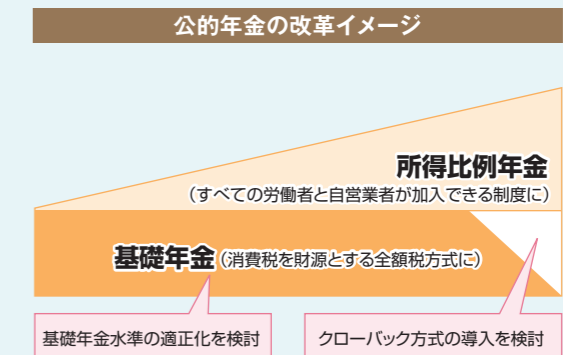 公的年金の改革イメージ
所得比例年金
(すべての労働者と自営業者が加入できる制度に)
基礎年金(消費税を財源とする全額税方式に)
基礎年金水準の適正化を検討
クローバック方式の導入を検討